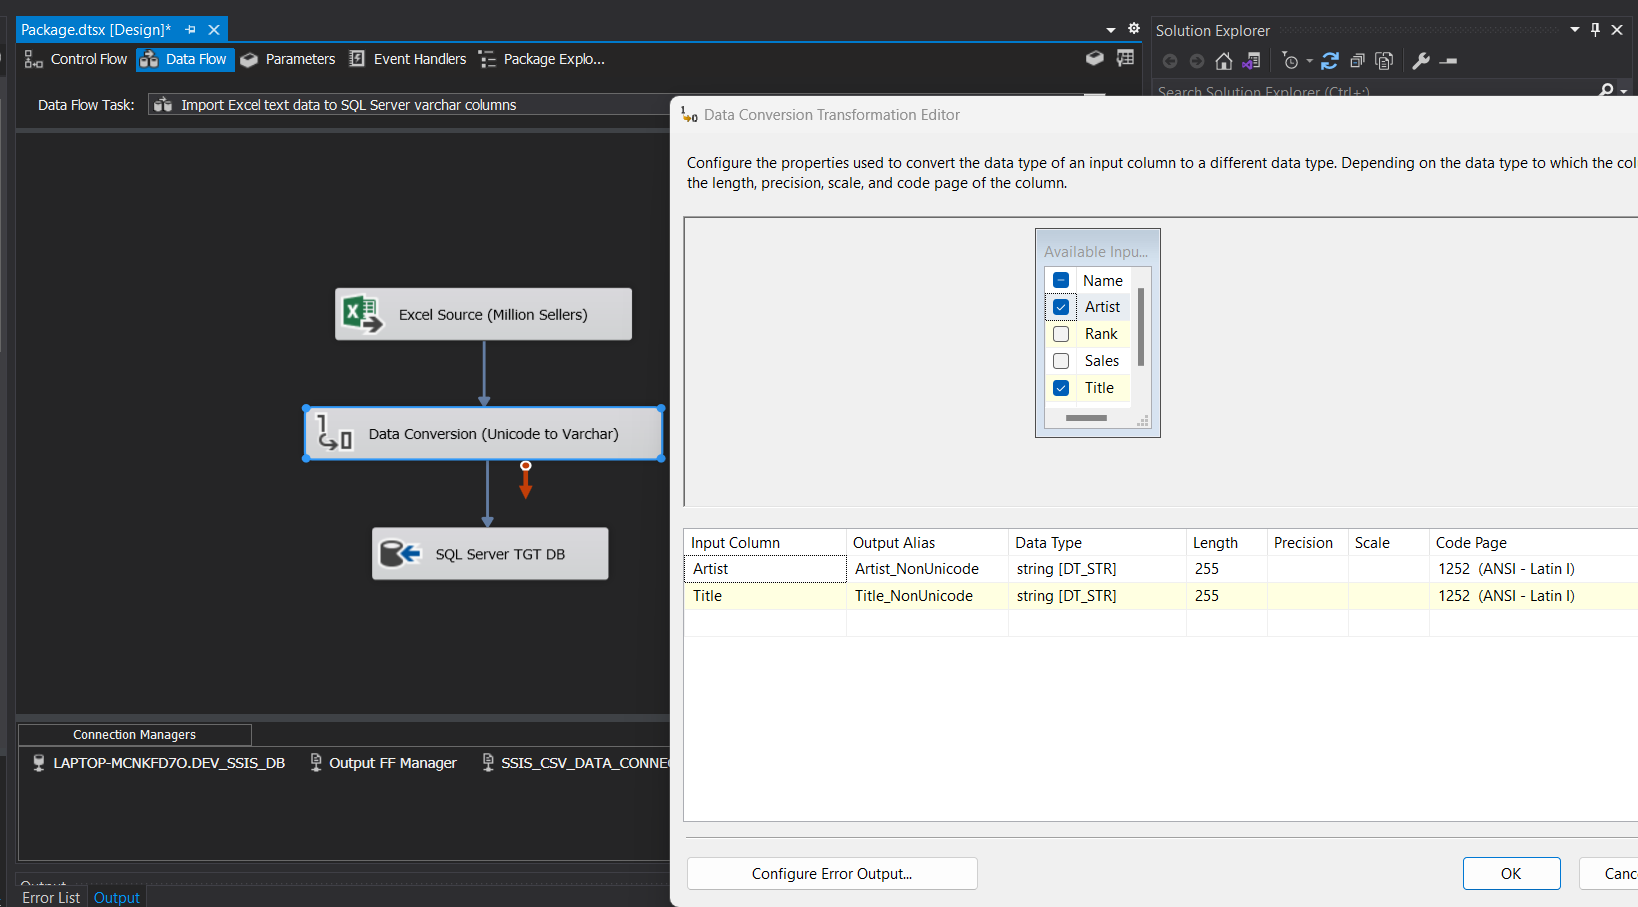 Package.dtsx [Design]*
Control Flow
Data Flow
Parameters
Event Handlers
Package Explo...
Data Flow Task:
Import Excel text data to SQL Server varchar columns
Solution Explorer
Search Solution Explorer (Ctrl+;)
Excel Source (Million Sellers)
Data Conversion (Unicode to Varchar)
SQL Server TGT DB
Connection Managers
LAPTOP-MCNKFD7O.DEV_SSIS_DB
Output FF Manager
SSIS_CSV_DATA_CONNE
Output
Error List
Output
Data Conversion Transformation Editor
Configure the properties used to convert the data type of an input column to a different data type. Depending on the data type to which the col
the length, precision, scale, and code page of the column.
Available Inpu...
Name
Artist
Rank
Sales
Title
Input Column Output Alias Data Type Length Precision Scale Code Page
Artist Artist_NonUnicode string [DT_STR] 255 1252 (ANSI - Latin I)
Title Title_NonUnicode string [DT_STR] 255 1252 (ANSI - Latin I)
Configure Error Output...
OK
Canc